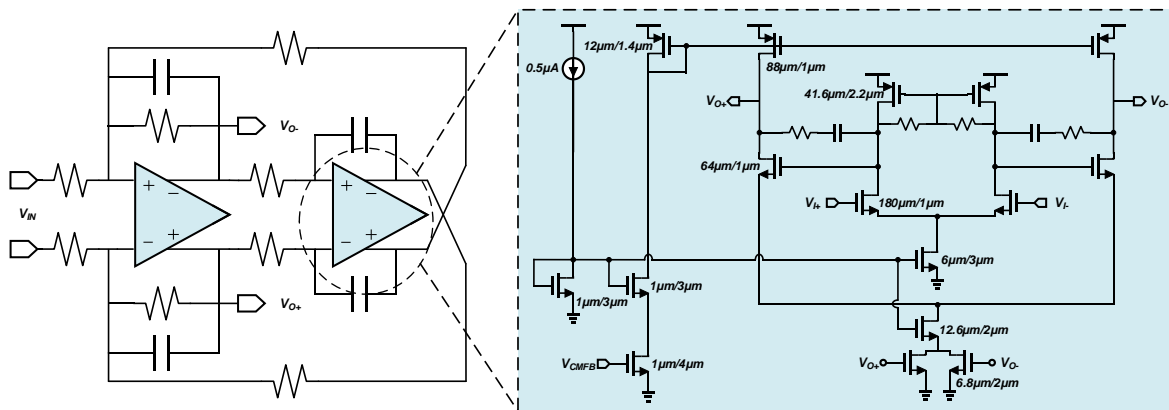 V_IN
+
−
−
+
V_O-
V_O+
+
−
−
+
0.5µA
12µm/1.4µm
88µm/1µm
41.6µm/2.2µm
V_O+
V_O-
64µm/1µm
V_I+
180µm/1µm
V_I-
6µm/3µm
1µm/3µm
1µm/3µm
12.6µm/2µm
V_CMFB
1µm/4µm
V_O+
V_O-
6.8µm/2µm